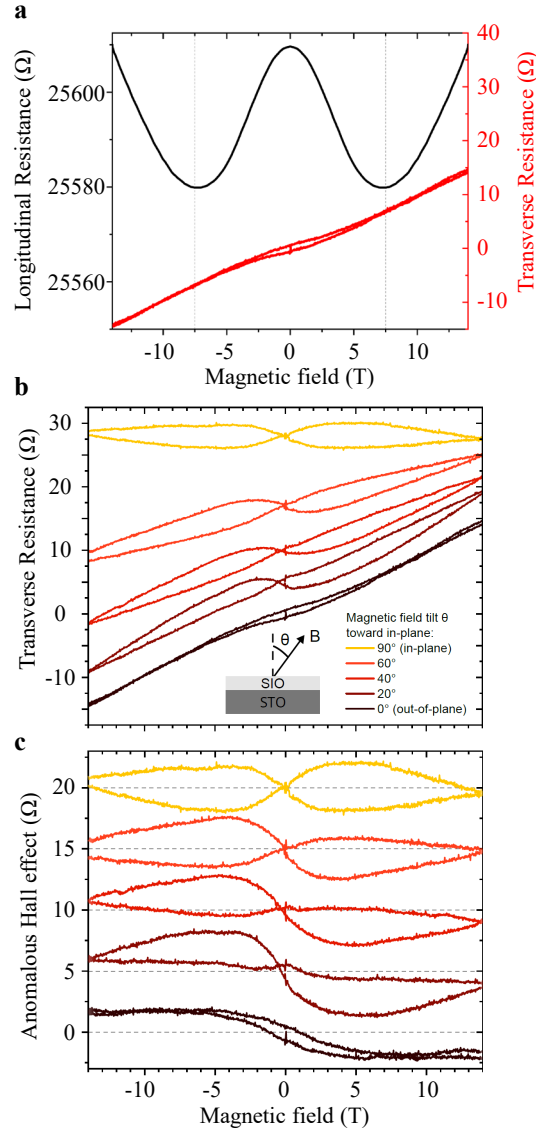 a
Longitudinal Resistance (Ω)
25600
25580
25560
40
30
20
10
0
-10
Transverse Resistance (Ω)
-10
-5
0
5
10
Magnetic field (T)
b
Transverse Resistance (Ω)
30
20
10
0
-10
θ
B
SIO
STO
Magnetic field tilt θ
toward in-plane:
90° (in-plane)
60°
40°
20°
0° (out-of-plane)
c
Anomalous Hall effect (Ω)
20
15
10
5
0
-10
-5
0
5
10
Magnetic field (T)